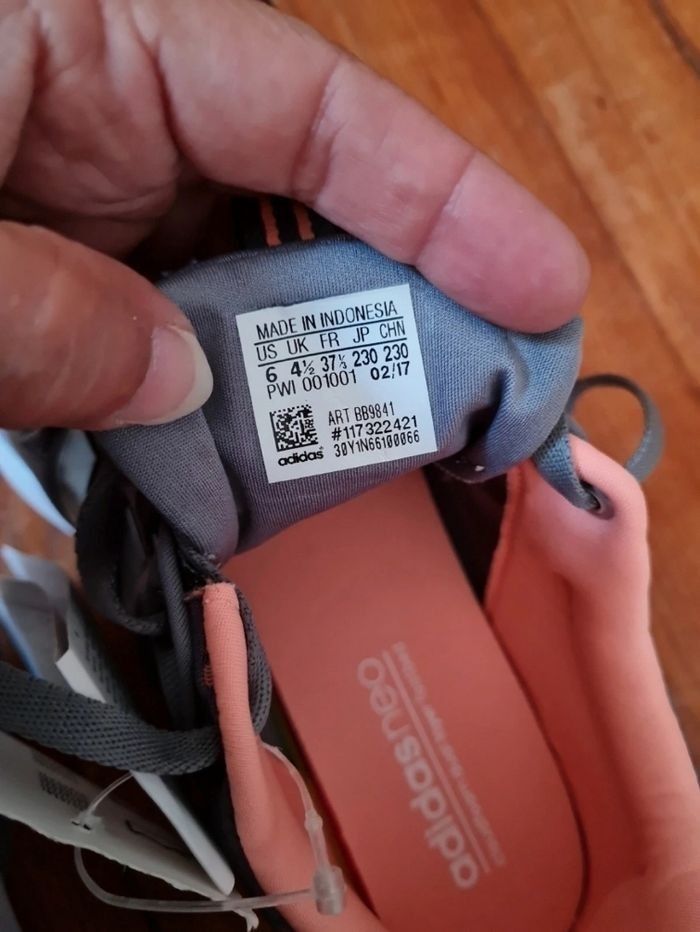 MADE IN INDONESIA
US UK FR JP CHN
6 4½ 37⅓ 230 230
PWI 001001 02/17
ART BB9841
#117322421
30Y1N66100066
adidas
adidasneo